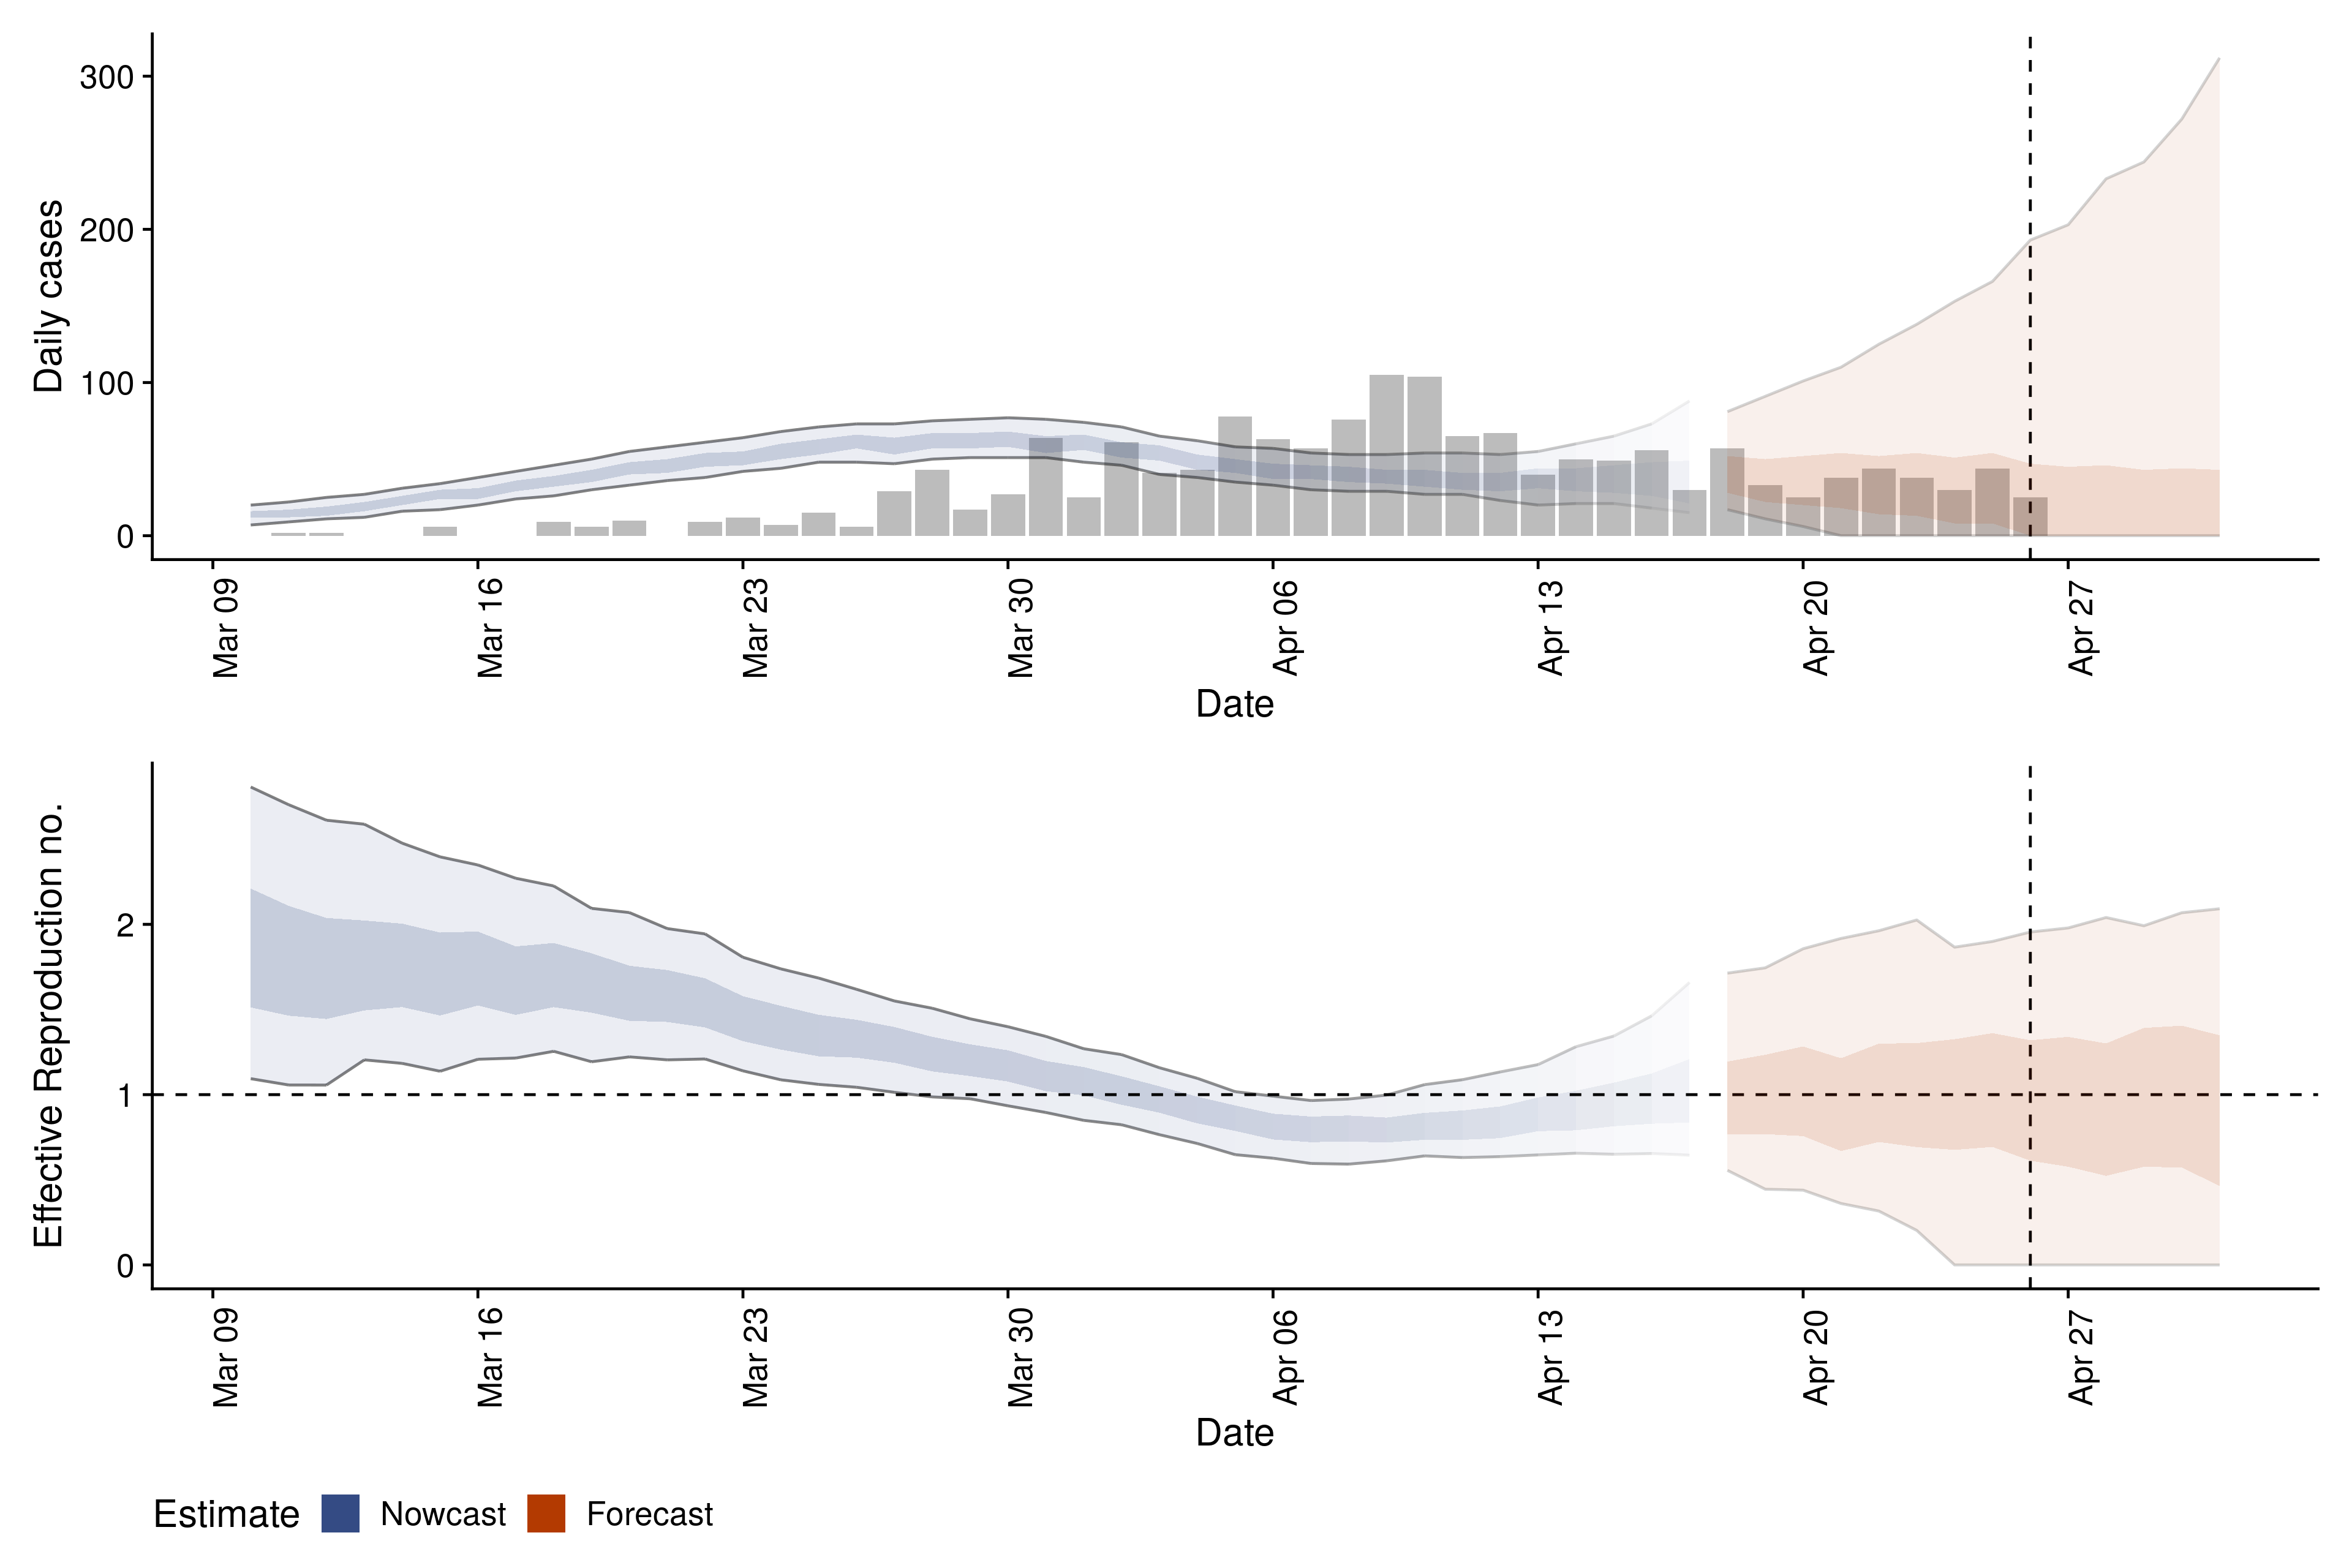 Daily cases
300
200
100
0
Mar 09
Mar 16
Mar 23
Mar 30
Apr 06
Apr 13
Apr 20
Apr 27
Date
Effective Reproduction no.
2
1
0
Mar 09
Mar 16
Mar 23
Mar 30
Apr 06
Apr 13
Apr 20
Apr 27
Date
Estimate Nowcast Forecast